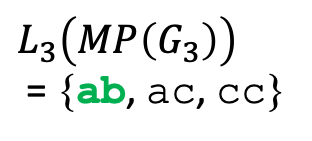 L₃(MP(G₃))
= {ab, ac, cc}